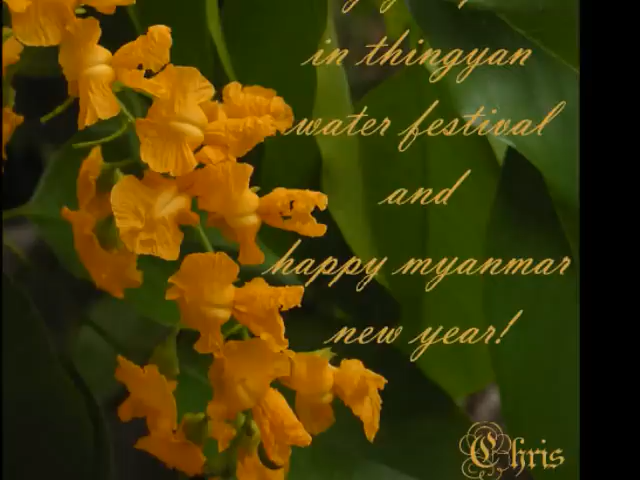 in thingyan
water festival
and
happy myanmar
new year!
Chris